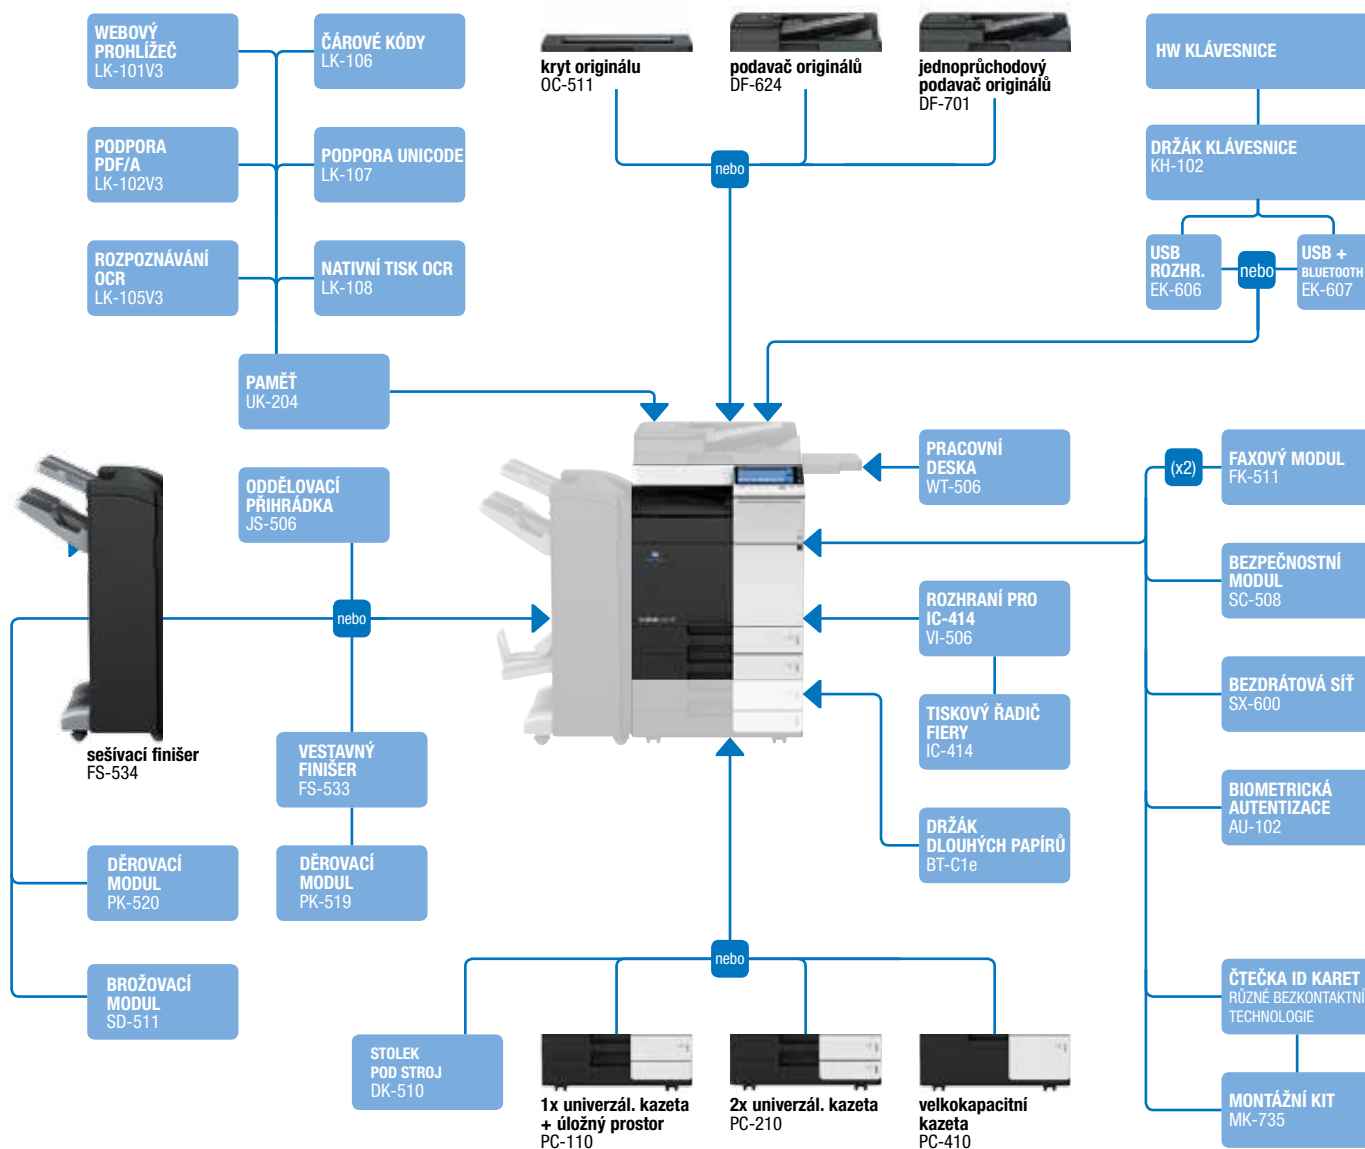 WEBOVÝ
PROHLÍŽEČ
LK-101V3
ČÁROVÉ KÓDY
LK-106
PODPORA
PDF/A
LK-102V3
PODPORA UNICODE
LK-107
ROZPOZNÁVÁNÍ
OCR
LK-105V3
NATIVNÍ TISK OCR
LK-108
PAMĚŤ
UK-204
kryt originálu
OC-511
podavač originálů
DF-624
jednoprůchodový
podavač originálů
DF-701
nebo
HW KLÁVESNICE
DRŽÁK KLÁVESNICE
KH-102
USB
ROZHR.
EK-606
nebo
USB +
BLUETOOTH
EK-607
ODDĚLOVACÍ
PŘIHRÁDKA
JS-506
nebo
sešívací finišer
FS-534
VESTAVNÝ
FINIŠER
FS-533
DĚROVACÍ
MODUL
PK-520
DĚROVACÍ
MODUL
PK-519
BROŽOVACÍ
MODUL
SD-511
PRACOVNÍ
DESKA
WT-506
ROZHRANÍ PRO
IC-414
VI-506
TISKOVÝ ŘADIČ
FIERY
IC-414
DRŽÁK
DLOUHÝCH PAPÍRŮ
BT-C1e
(x2)
FAXOVÝ MODUL
FK-511
BEZPEČNOSTNÍ
MODUL
SC-508
BEZDRÁTOVÁ SÍŤ
SX-600
BIOMETRICKÁ
AUTENTIZACE
AU-102
ČTEČKA ID KARET
RŮZNÉ BEZKONTAKTNÍ
TECHNOLOGIE
MONTÁŽNÍ KIT
MK-735
nebo
STOLEK
POD STROJ
DK-510
1x univerzál. kazeta
+ úložný prostor
PC-110
2x univerzál. kazeta
PC-210
velkokapacitní
kazeta
PC-410